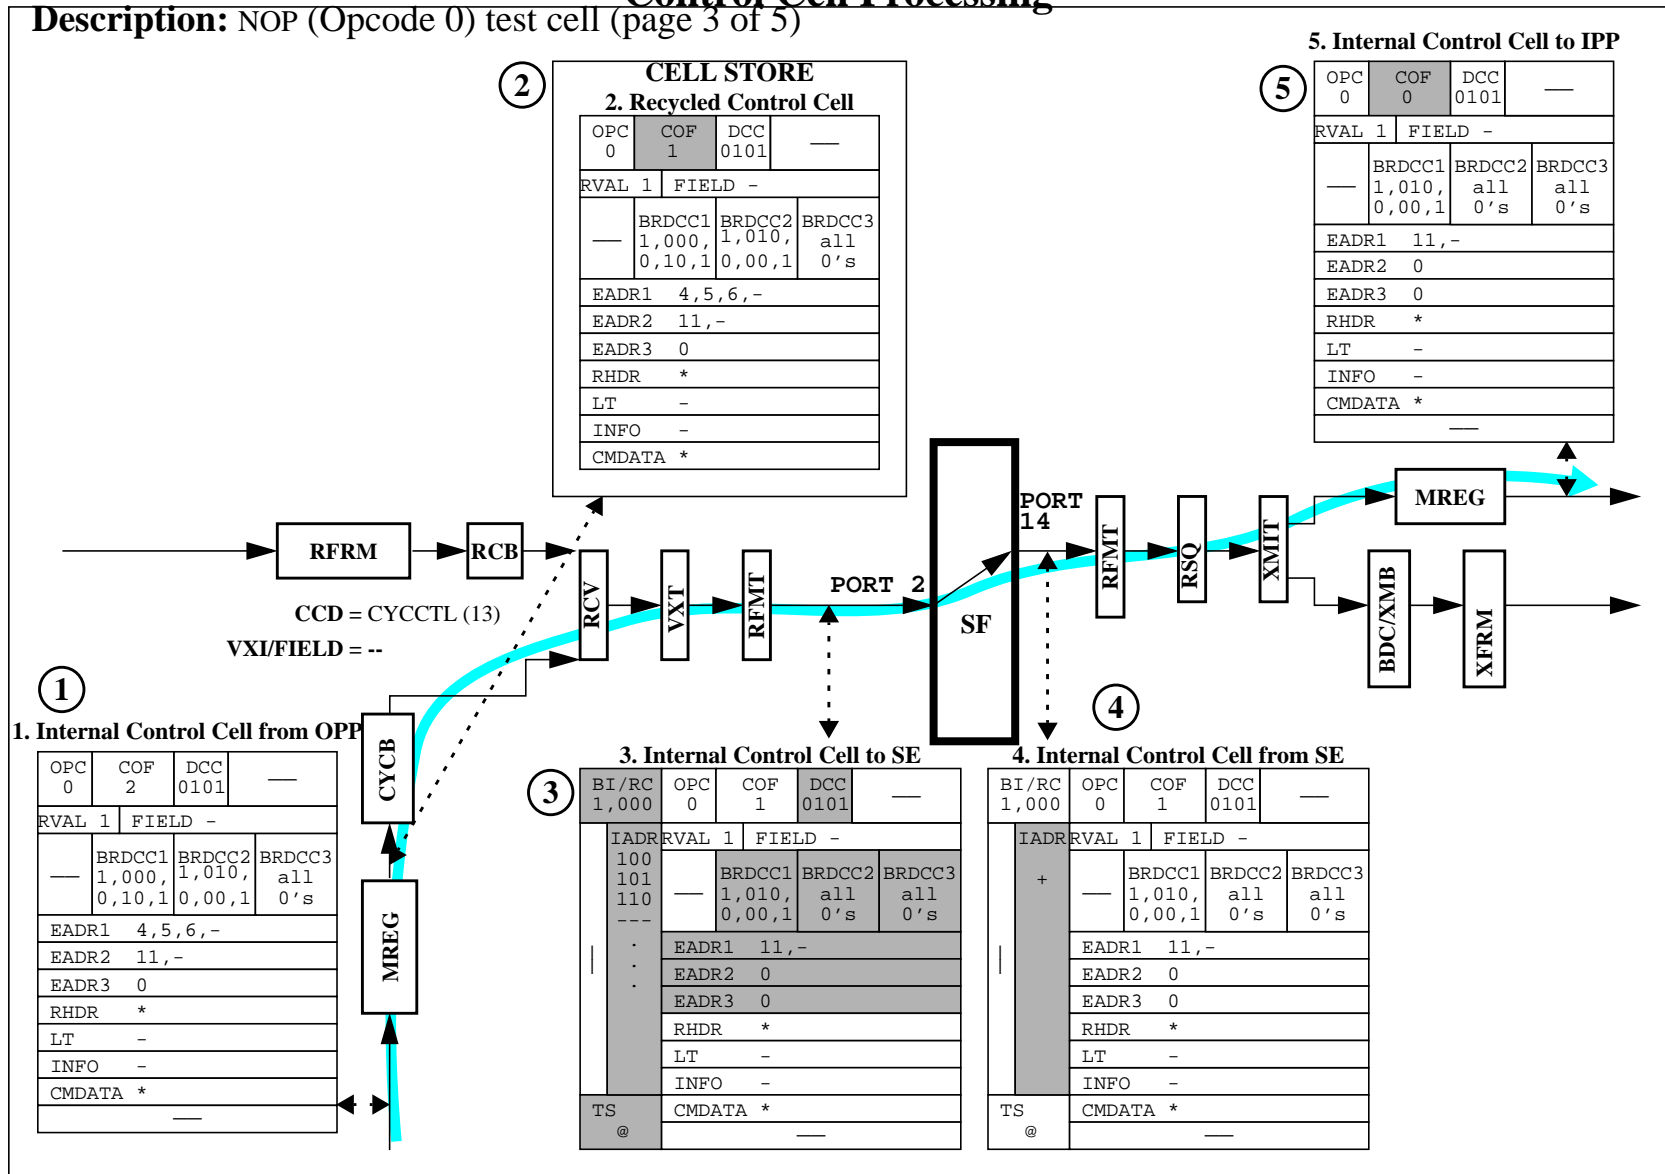 Control Cell Processing
Description: NOP (Opcode 0) test cell (page 3 of 5)
5. Internal Control Cell to IPP
5
OPC COF DCC —
0 0 0101
RVAL 1 FIELD -
BRDCC1 BRDCC2 BRDCC3
— 1,010, all all
0,00,1 0's 0's
EADR1 11,-
EADR2 0
EADR3 0
RHDR *
LT -
INFO -
CMDATA *
—
2
CELL STORE
2. Recycled Control Cell
OPC COF DCC —
0 1 0101
RVAL 1 FIELD -
BRDCC1 BRDCC2 BRDCC3
— 1,000, 1,010, all
0,10,1 0,00,1 0's
EADR1 4,5,6,-
EADR2 11,-
EADR3 0
RHDR *
LT -
INFO -
CMDATA *
RFRM
RCB
RCV
VXT
RFMT
PORT 2
SF
PORT
14
RFMT
RSQ
XMIT
MREG
BDC/XMB
XFRM
CCD = CYCCTL (13)
VXI/FIELD = --
CYCB
MREG
1
1. Internal Control Cell from OPP
OPC COF DCC —
0 2 0101
RVAL 1 FIELD -
BRDCC1 BRDCC2 BRDCC3
— 1,000, 1,010, all
0,10,1 0,00,1 0's
EADR1 4,5,6,-
EADR2 11,-
EADR3 0
RHDR *
LT -
INFO -
CMDATA *
—
3. Internal Control Cell to SE
3
BI/RC OPC COF DCC —
1,000 0 1 0101
IADR RVAL 1 FIELD -
100
101
110
---
.
.
.
—
BRDCC1 BRDCC2 BRDCC3
— 1,010, all all
0,00,1 0's 0's
EADR1 11,-
EADR2 0
EADR3 0
RHDR *
LT -
INFO -
TS CMDATA *
@ —
4
4. Internal Control Cell from SE
BI/RC OPC COF DCC —
1,000 0 1 0101
IADR RVAL 1 FIELD -
+
—
BRDCC1 BRDCC2 BRDCC3
— 1,010, all all
0,00,1 0's 0's
EADR1 11,-
EADR2 0
EADR3 0
RHDR *
LT -
INFO -
TS CMDATA *
@ —